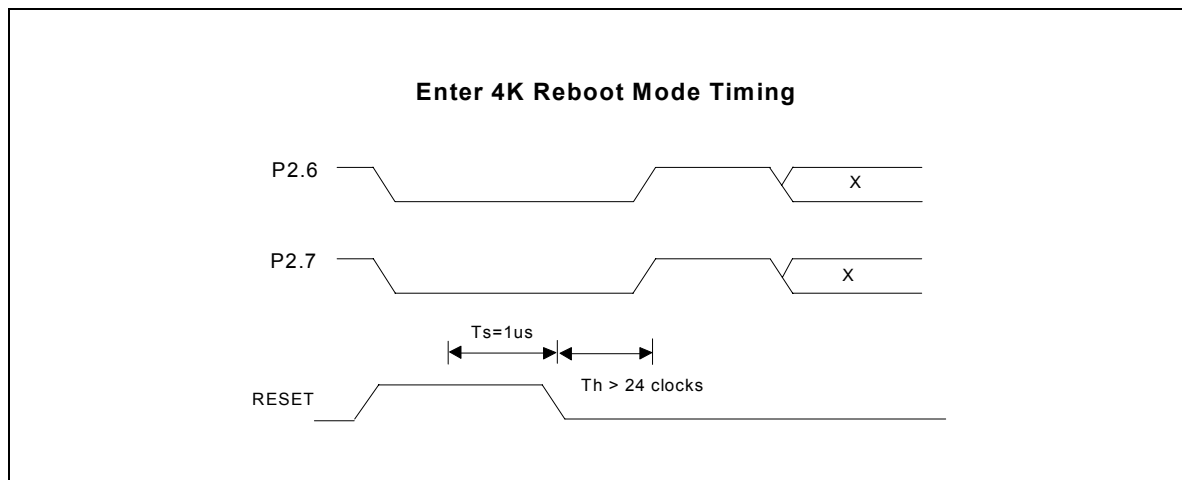 Enter 4K Reboot Mode Timing
P2.6
X
P2.7
X
Ts=1us
Th > 24 clocks
RESET